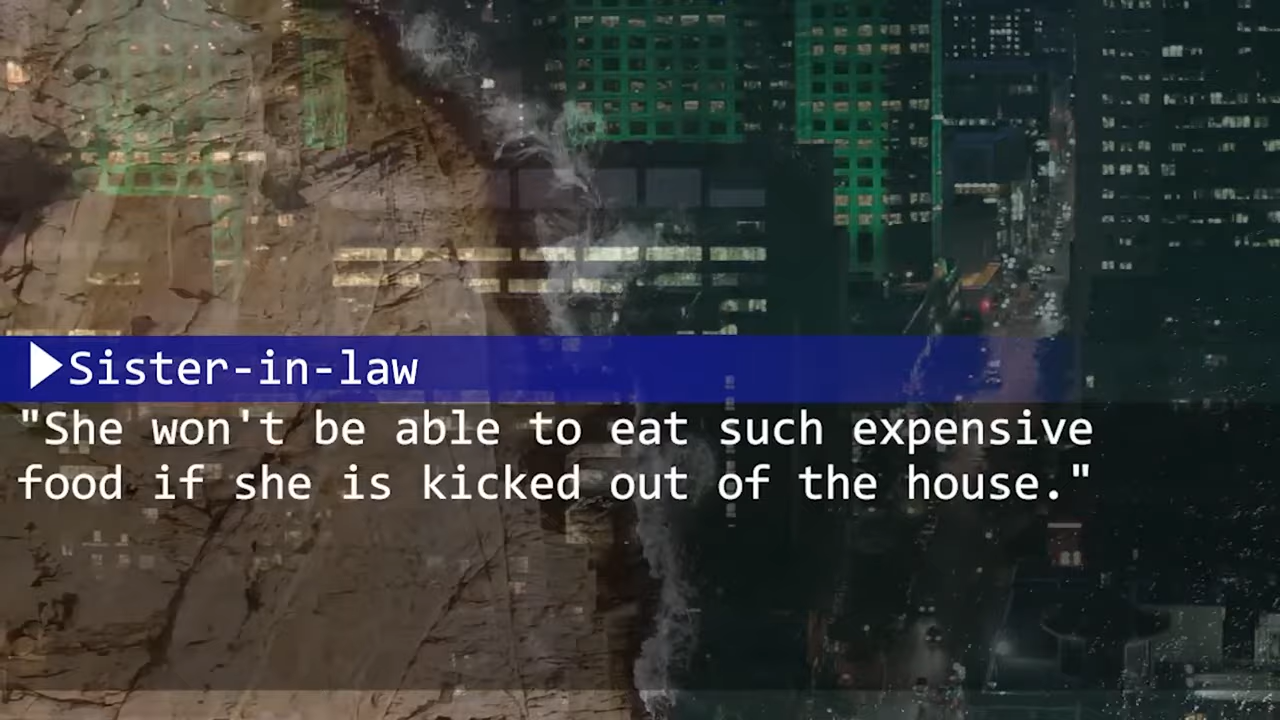 ▶Sister-in-law
"She won't be able to eat such expensive
food if she is kicked out of the house."